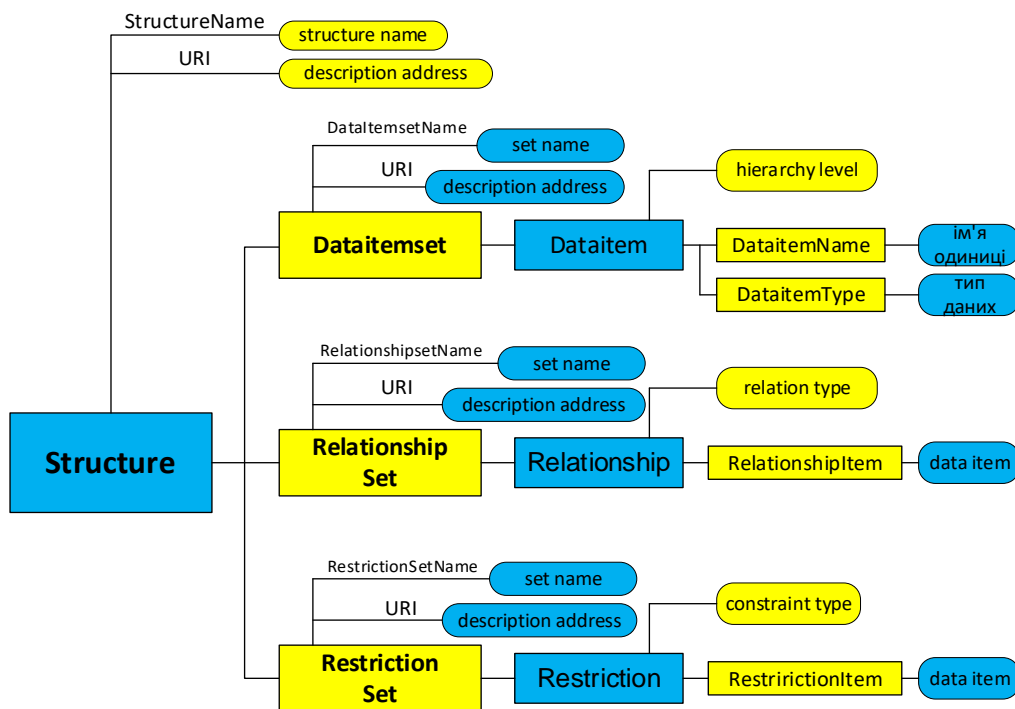 StructureName
structure name
URI
description address
DataItemsetName
set name
URI
description address
hierarchy level
Dataitemset
Dataitem
DataitemName
ім'я
одиниці
DataitemType
тип
даних
RelationshipsetName
set name
URI
description address
relation type
Structure
Relationship
Set
Relationship
RelationshipItem
data item
RestrictionSetName
set name
URI
description address
constraint type
Restriction
Set
Restriction
RestririctionItem
data item